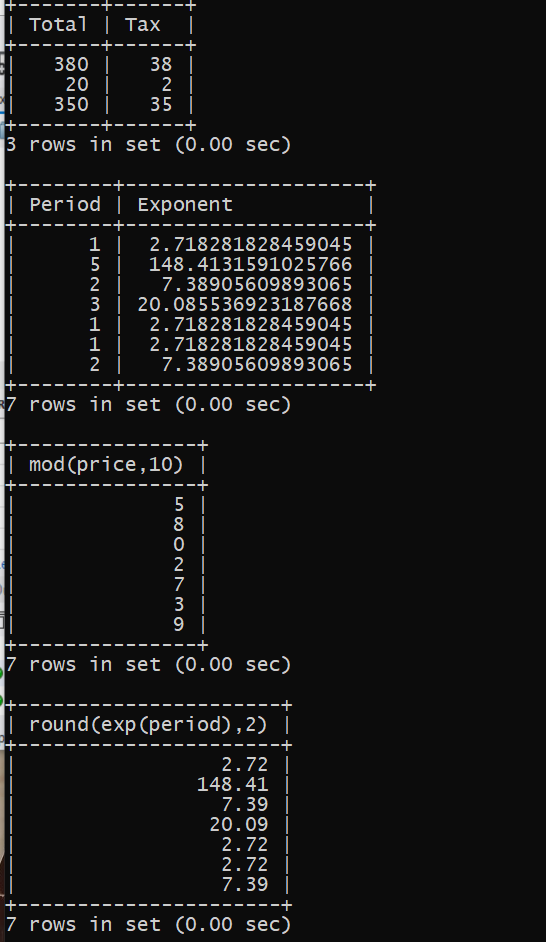 +--------+------+
| Total | Tax |
+--------+------+
| 380 | 38 |
| 20 | 2 |
| 350 | 35 |
+--------+------+
3 rows in set (0.00 sec)
+--------+--------------------+
| Period | Exponent |
+--------+--------------------+
| 1 | 2.718281828459045 |
| 5 | 148.4131591025766 |
| 2 | 7.38905609893065 |
| 3 | 20.085536923187668 |
| 1 | 2.718281828459045 |
| 1 | 2.718281828459045 |
| 2 | 7.38905609893065 |
+--------+--------------------+
7 rows in set (0.00 sec)
+---------------+
| mod(price,10) |
+---------------+
| 5 |
| 8 |
| 0 |
| 2 |
| 7 |
| 3 |
| 9 |
+---------------+
7 rows in set (0.00 sec)
+----------------------+
| round(exp(period),2) |
+----------------------+
| 2.72 |
| 148.41 |
| 7.39 |
| 20.09 |
| 2.72 |
| 2.72 |
| 7.39 |
+----------------------+
7 rows in set (0.00 sec)